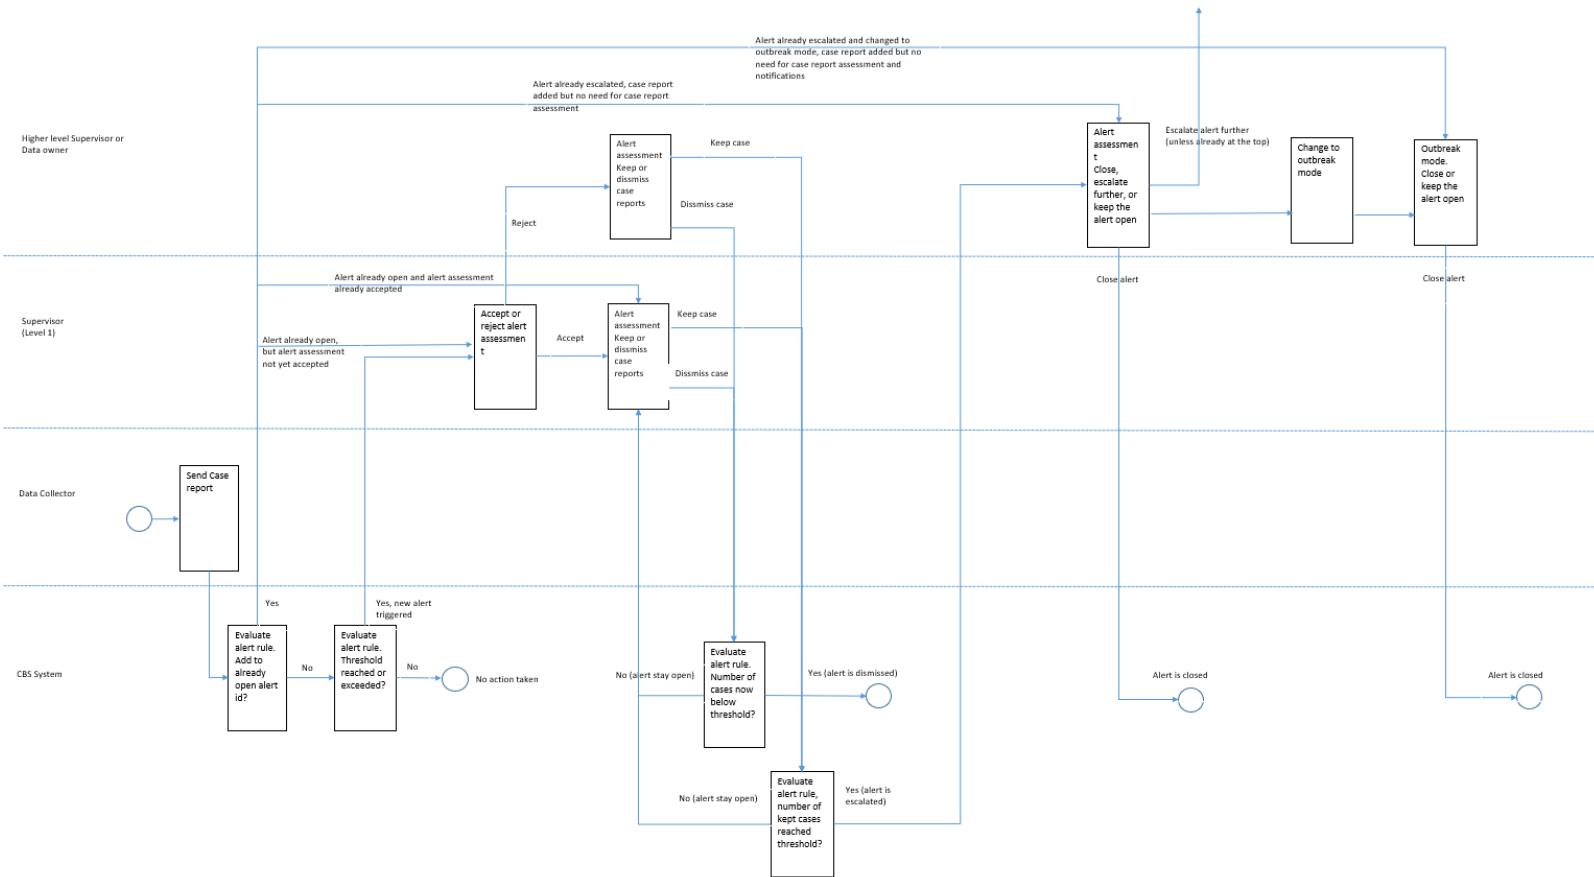 Alert already escalated and changed to
outbreak mode, case report added but no
need for case report assessment and
notifications
Alert already escalated, case report
added but no need for case report
assessment
Higher level Supervisor or
Data owner
Alert
assessment
Keep or
dissmiss
case
reports
Keep case
Dissmiss case
Reject
Alert
assessmen
t
Close,
escalate
further, or
keep the
alert open
Escalate alert further
(unless already at the top)
Change to
outbreak
mode
Outbreak
mode.
Close or
keep the
alert open
Alert already open and alert assessment
already accepted
Close alert
Close alert
Supervisor
(Level 1)
Alert already open,
but alert assessment
not yet accepted
Accept or
reject alert
assessmen
t
Accept
Alert
assessment
Keep or
dissmiss
case
reports
Keep case
Dissmiss case
Data Collector
Send Case
report
Yes
Yes, new alert
triggered
CBS System
Evaluate
alert rule.
Add to
already
open alert
id?
No
Evaluate
alert rule.
Threshold
reached or
exceeded?
No
No action taken
No (alert stay open)
Evaluate
alert rule.
Number of
cases now
below
threshold?
Yes (alert is dismissed)
Alert is closed
Alert is closed
No (alert stay open)
Evaluate
alert rule,
number of
kept cases
reached
threshold?
Yes (alert is
escalated)